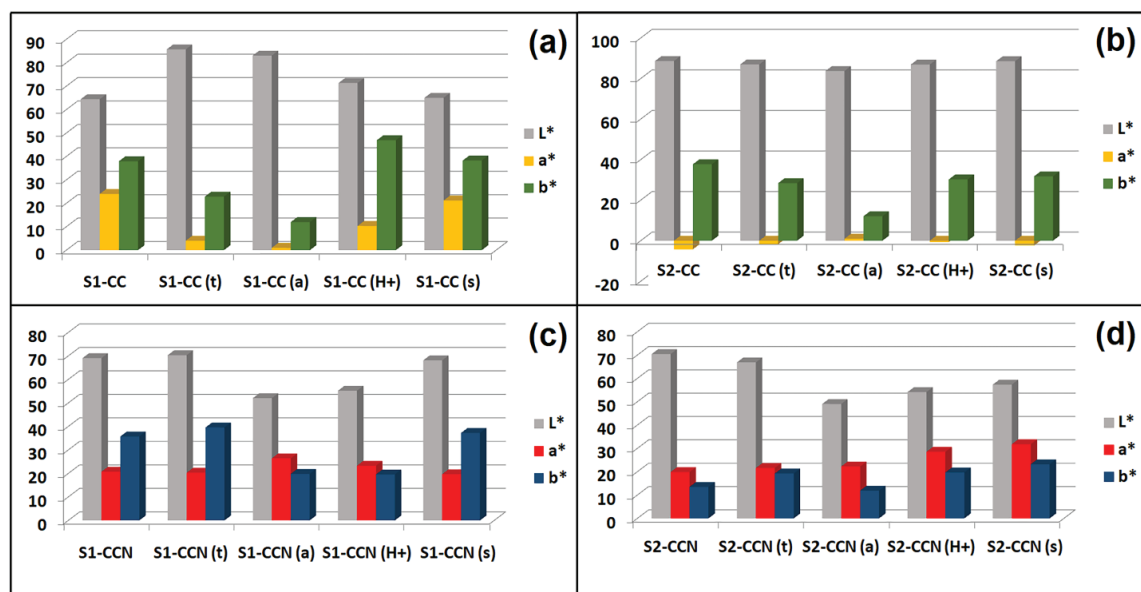 (a)
90
80
70
60
50
40
30
20
10
0
L*
a*
b*
S1-CC S1-CC (t) S1-CC (a) S1-CC (H+) S1-CC (s)
(b)
100
80
60
40
20
0
-20
L*
a*
b*
S2-CC S2-CC (t) S2-CC (a) S2-CC (H+) S2-CC (s)
(c)
80
70
60
50
40
30
20
10
0
L*
a*
b*
S1-CCN S1-CCN (t) S1-CCN (a) S1-CCN (H+) S1-CCN (s)
(d)
80
70
60
50
40
30
20
10
0
L*
a*
b*
S2-CCN S2-CCN (t) S2-CCN (a) S2-CCN (H+) S2-CCN (s)